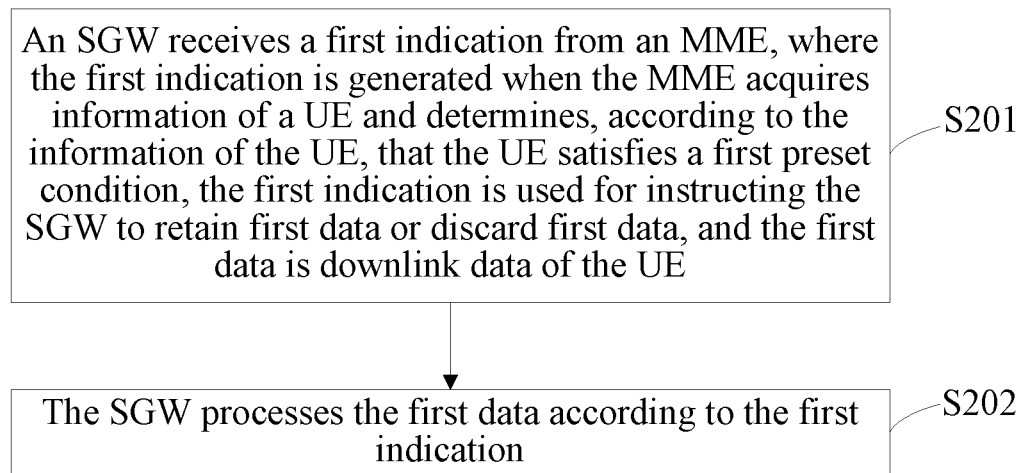 An SGW receives a first indication from an MME, where
the first indication is generated when the MME acquires
information of a UE and determines, according to the
information of the UE, that the UE satisfies a first preset
condition, the first indication is used for instructing the
SGW to retain first data or discard first data, and the first
data is downlink data of the UE
S201
The SGW processes the first data according to the first
indication
S202